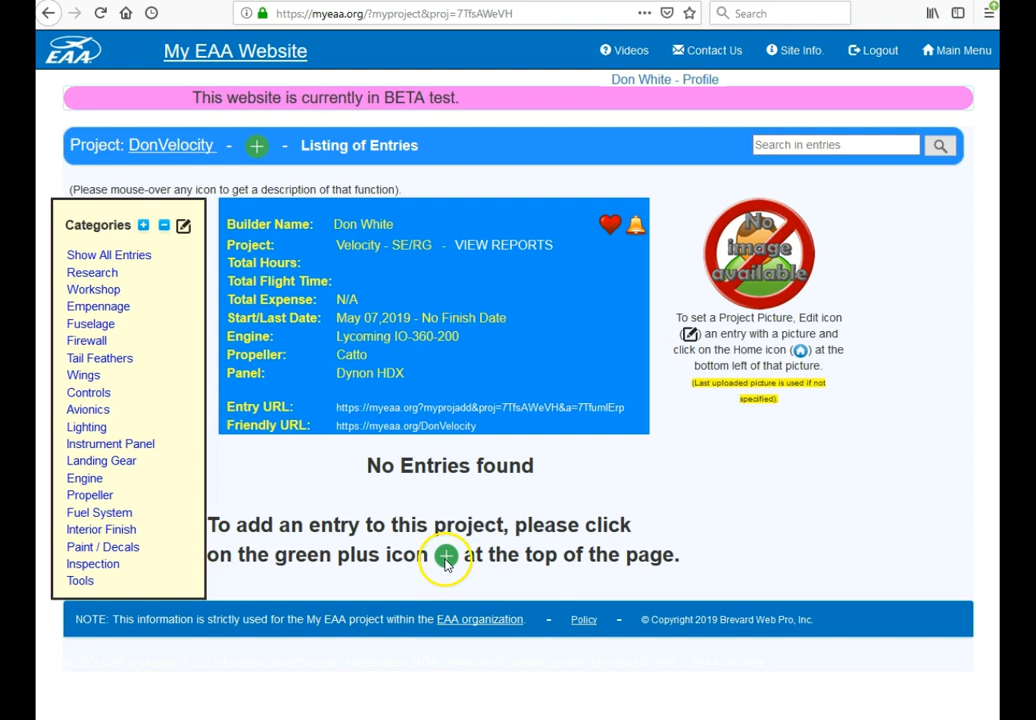 https://myeaa.org/?myproject&proj=7TfsAWeVH
Search
EAA
My EAA Website
Videos
Contact Us
Site Info.
Logout
Main Menu
Don White - Profile
This website is currently in BETA test.
Project: DonVelocity - + - Listing of Entries
Search in entries
(Please mouse-over any icon to get a description of that function).
Categories
Show All Entries
Research
Workshop
Empennage
Fuselage
Firewall
Tail Feathers
Wings
Controls
Avionics
Lighting
Instrument Panel
Landing Gear
Engine
Propeller
Fuel System
Interior Finish
Paint / Decals
Inspection
Tools
Builder Name: Don White
Project: Velocity - SE/RG - VIEW REPORTS
Total Hours:
Total Flight Time:
Total Expense: N/A
Start/Last Date: May 07,2019 - No Finish Date
Engine: Lycoming IO-360-200
Propeller: Catto
Panel: Dynon HDX
Entry URL: https://myeaa.org?myprojadd&proj=7TfsAWeVH&a=7TfumlErp
Friendly URL: https://myeaa.org/DonVelocity
No image available
To set a Project Picture, Edit icon
( ) an entry with a picture and
click on the Home icon ( ) at the
bottom left of that picture.
(Last uploaded picture is used if not
specified).
No Entries found
To add an entry to this project, please click
on the green plus icon + at the top of the page.
NOTE: This information is strictly used for the My EAA project within the EAA organization. - Policy - © Copyright 2019 Brevard Web Pro, Inc.